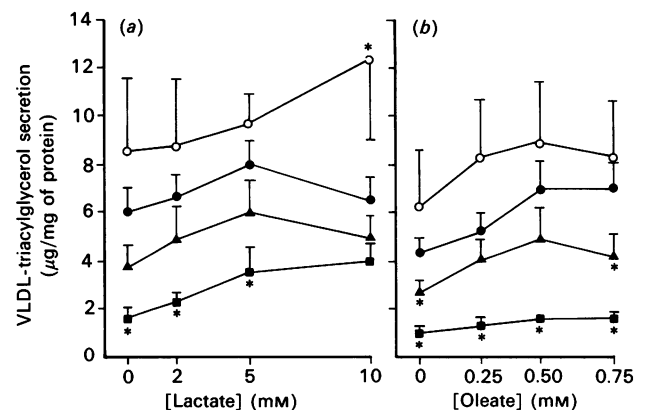 (a)
(b)
14
12
10
8
6
4
2
0
VLDL-triacylglycerol secretion
(μg/mg of protein)
*
* * *
* * * *
*
0 2 5 10
[Lactate] (mM)
0 0.25 0.50 0.75
[Oleate] (mM)